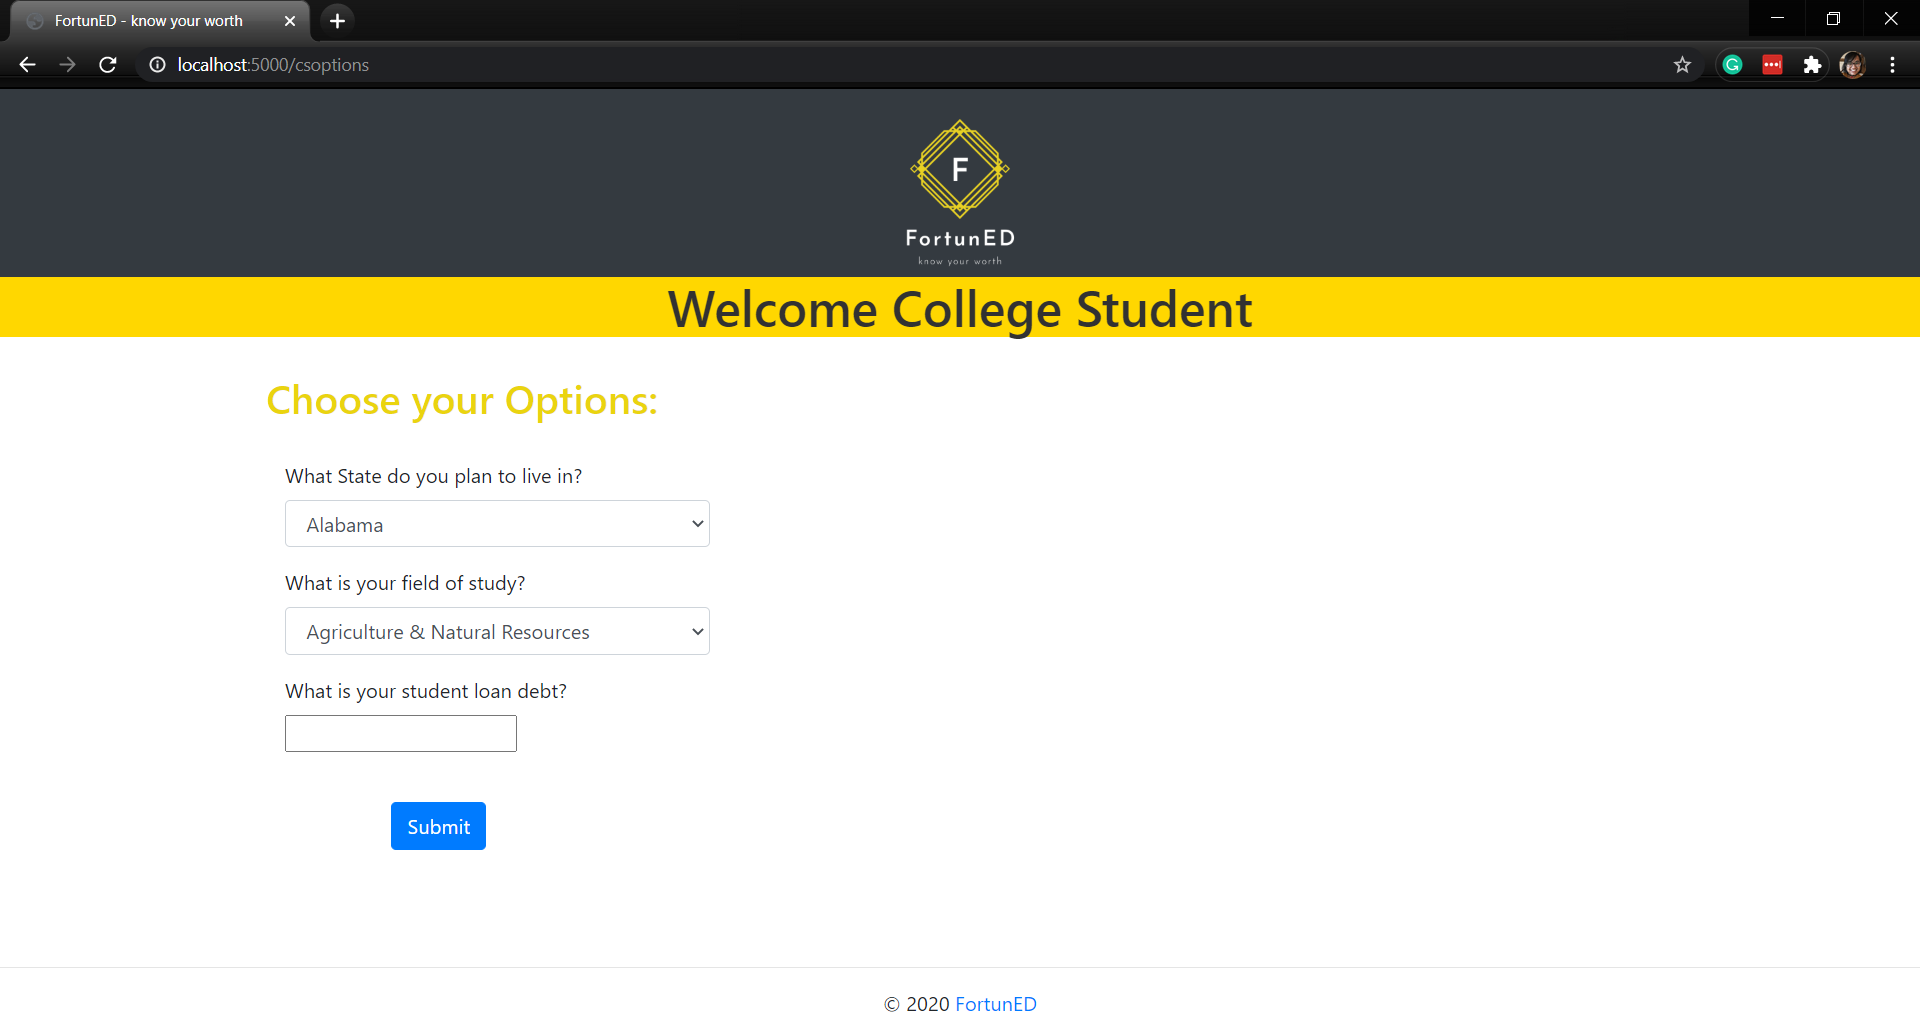 FortunED - know your worth
localhost:5000/csoptions
F
FortunED
know your worth
Welcome College Student
Choose your Options:
What State do you plan to live in?
Alabama
What is your field of study?
Agriculture & Natural Resources
What is your student loan debt?
Submit
© 2020 FortunED